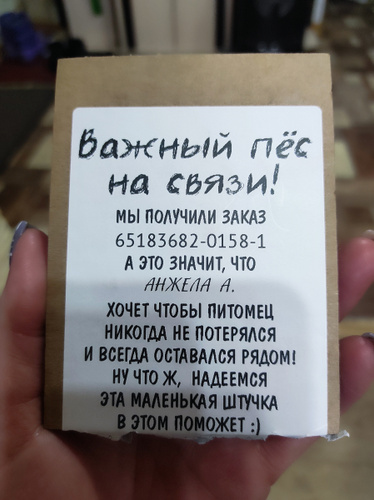 Важный пёс
на связи!
МЫ ПОЛУЧИЛИ ЗАКАЗ
65183682-0158-1
А ЭТО ЗНАЧИТ, ЧТО
АНЖЕЛА А.
ХОЧЕТ ЧТОБЫ ПИТОМЕЦ
НИКОГДА НЕ ПОТЕРЯЛСЯ
И ВСЕГДА ОСТАВАЛСЯ РЯДОМ!
НУ ЧТО Ж, НАДЕЕМСЯ
ЭТА МАЛЕНЬКАЯ ШТУЧКА
В ЭТОМ ПОМОЖЕТ :)